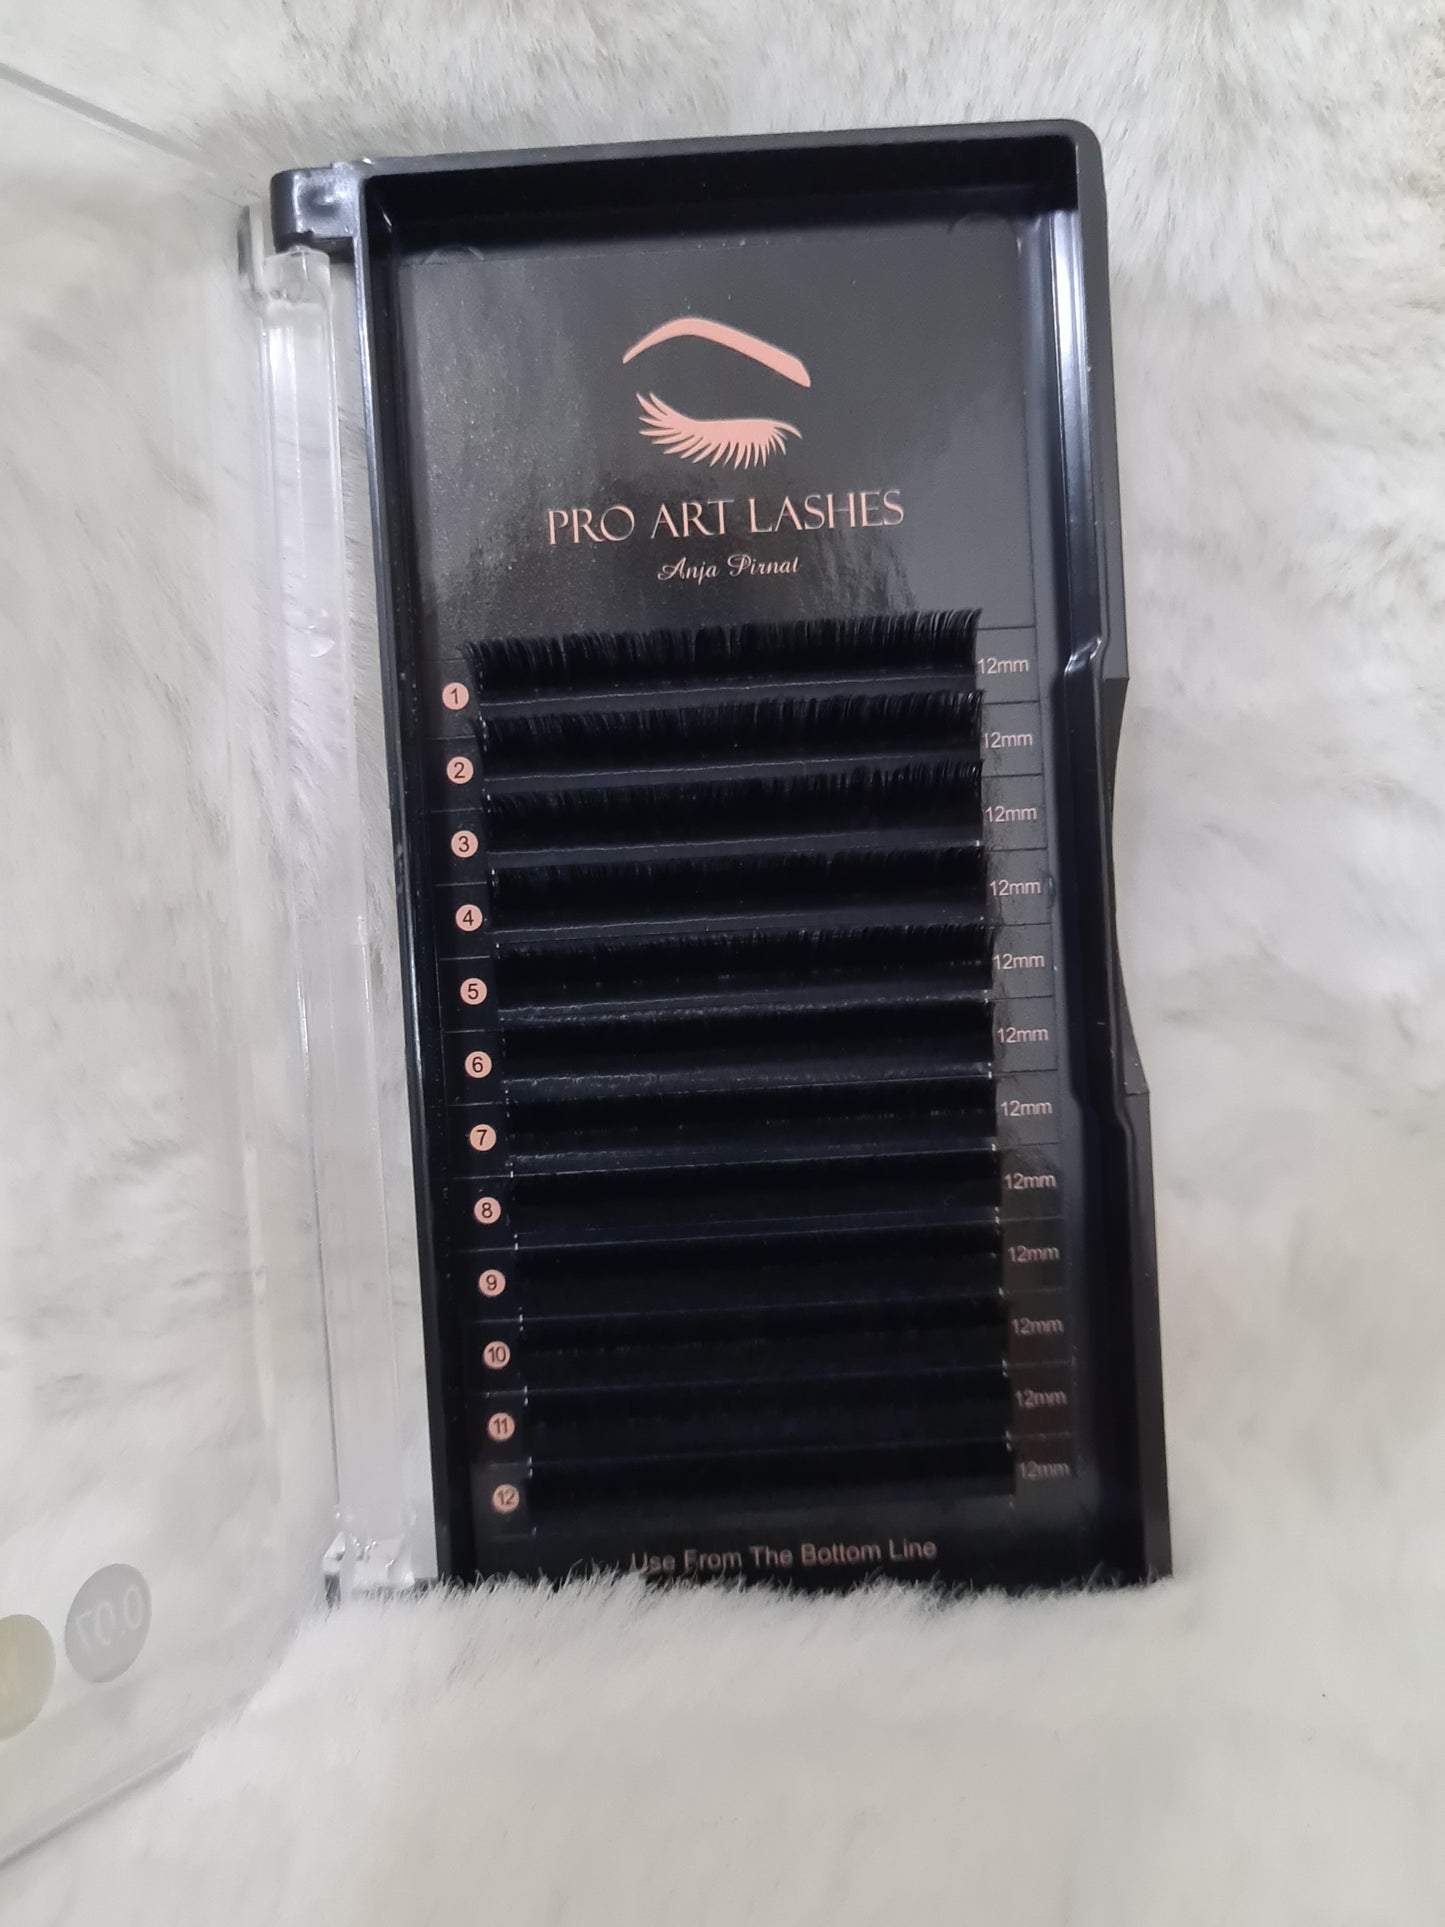 PRO ART LASHES
Anja Pirnat
1 12mm
2 12mm
3 12mm
4 12mm
5 12mm
6 12mm
7 12mm
8 12mm
9 12mm
10 12mm
11 12mm
12 12mm
Use From The Bottom Line
0.07